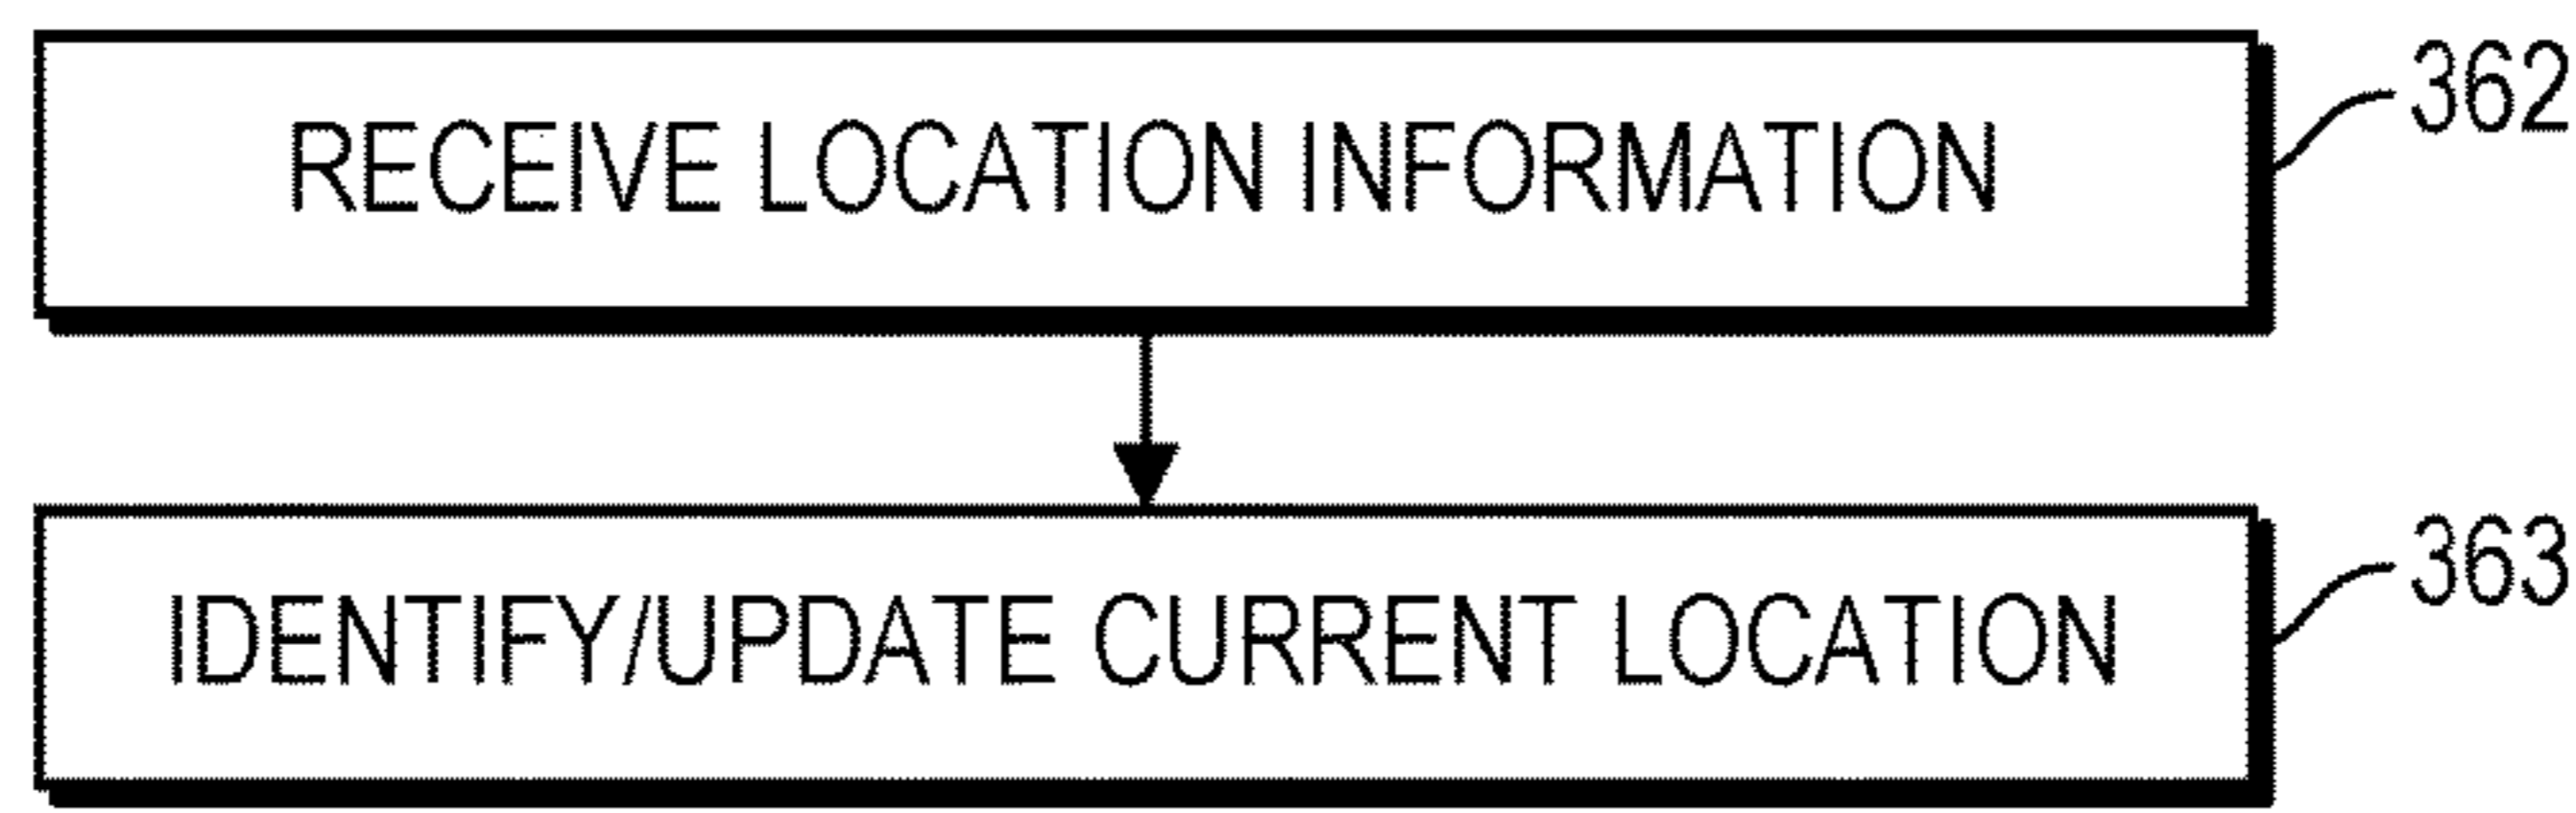 RECEIVE LOCATION INFORMATION
362
IDENTIFY/UPDATE CURRENT LOCATION
363